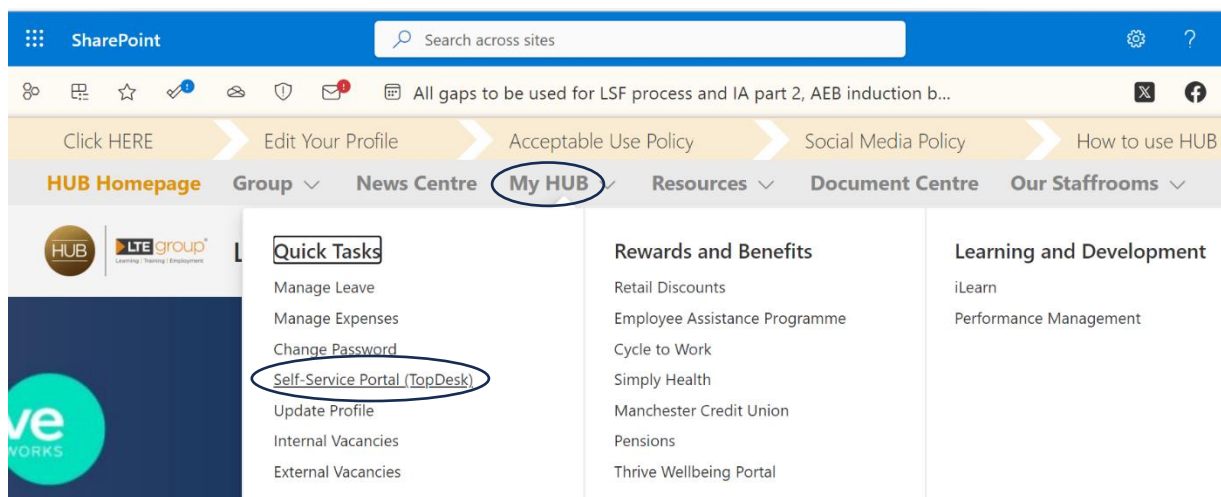 SharePoint
Search across sites
?
All gaps to be used for LSF process and IA part 2, AEB induction b...
Click HERE
Edit Your Profile
Acceptable Use Policy
Social Media Policy
How to use HUB
HUB Homepage
Group
News Centre
My HUB
Resources
Document Centre
Our Staffrooms
HUB
LTE group
Learning | Training | Employment
L
Quick Tasks
Manage Leave
Manage Expenses
Change Password
Self-Service Portal (TopDesk)
Update Profile
Internal Vacancies
External Vacancies
Rewards and Benefits
Retail Discounts
Employee Assistance Programme
Cycle to Work
Simply Health
Manchester Credit Union
Pensions
Thrive Wellbeing Portal
Learning and Development
iLearn
Performance Management
ve
WORKS